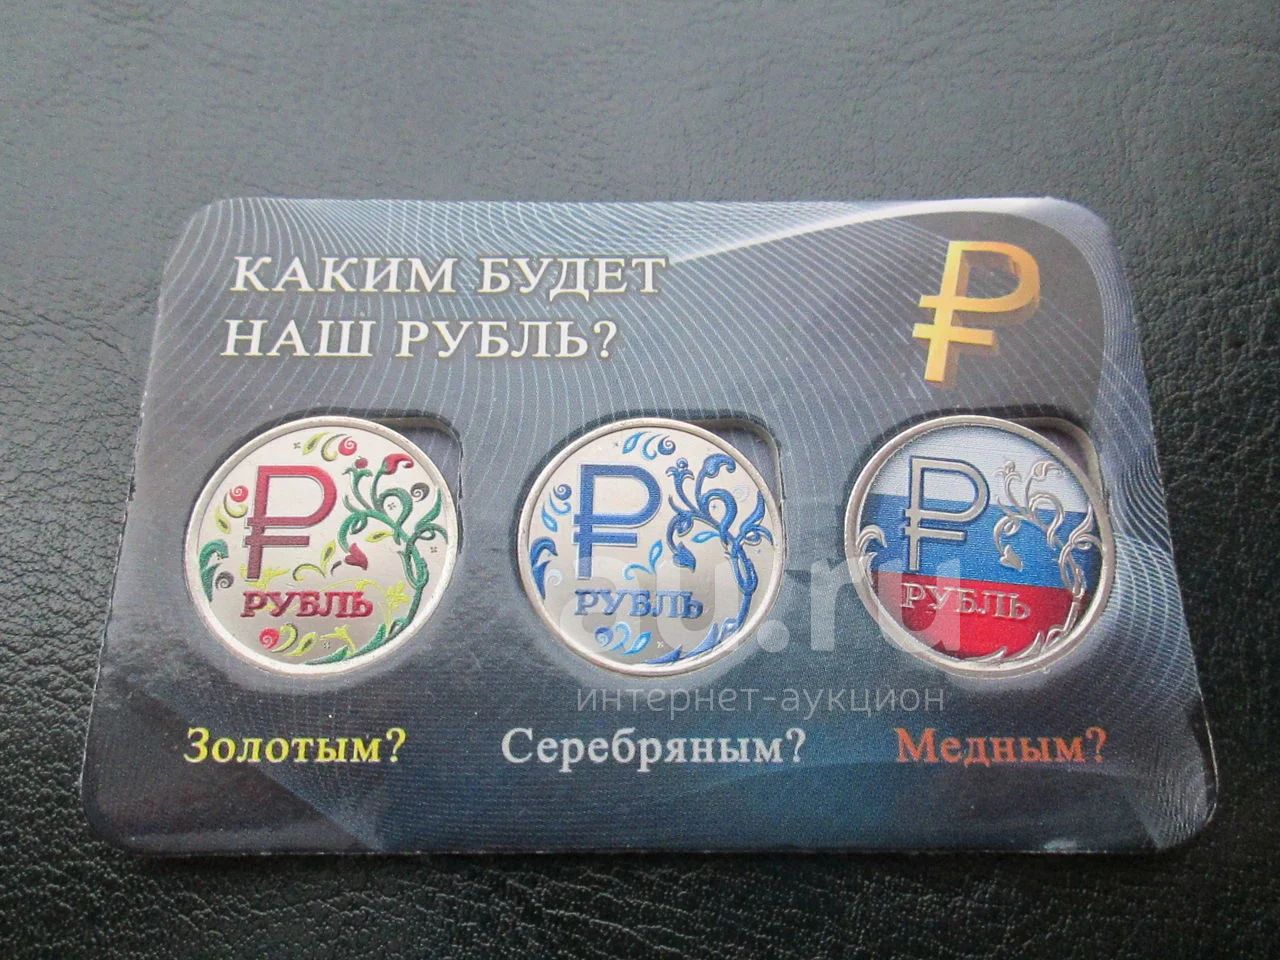 КАКИМ БУДЕТ
НАШ РУБЛЬ?
₽
₽ ₽ ₽
РУБЛЬ РУБЛЬ РУБЛЬ
au.ru
интернет-аукцион
Золотым? Серебряным? Медным?